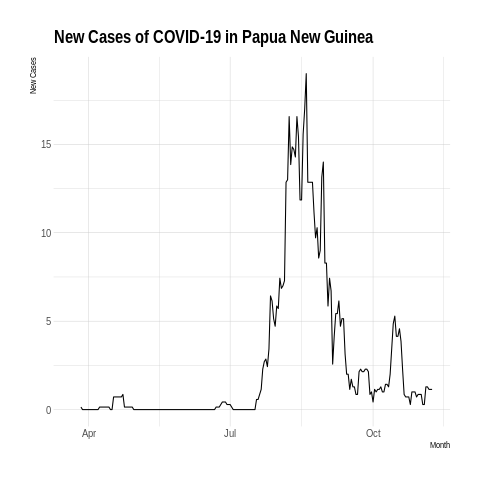 New Cases of COVID-19 in Papua New Guinea
New Cases
15
10
5
0
Apr Jul Oct
Month